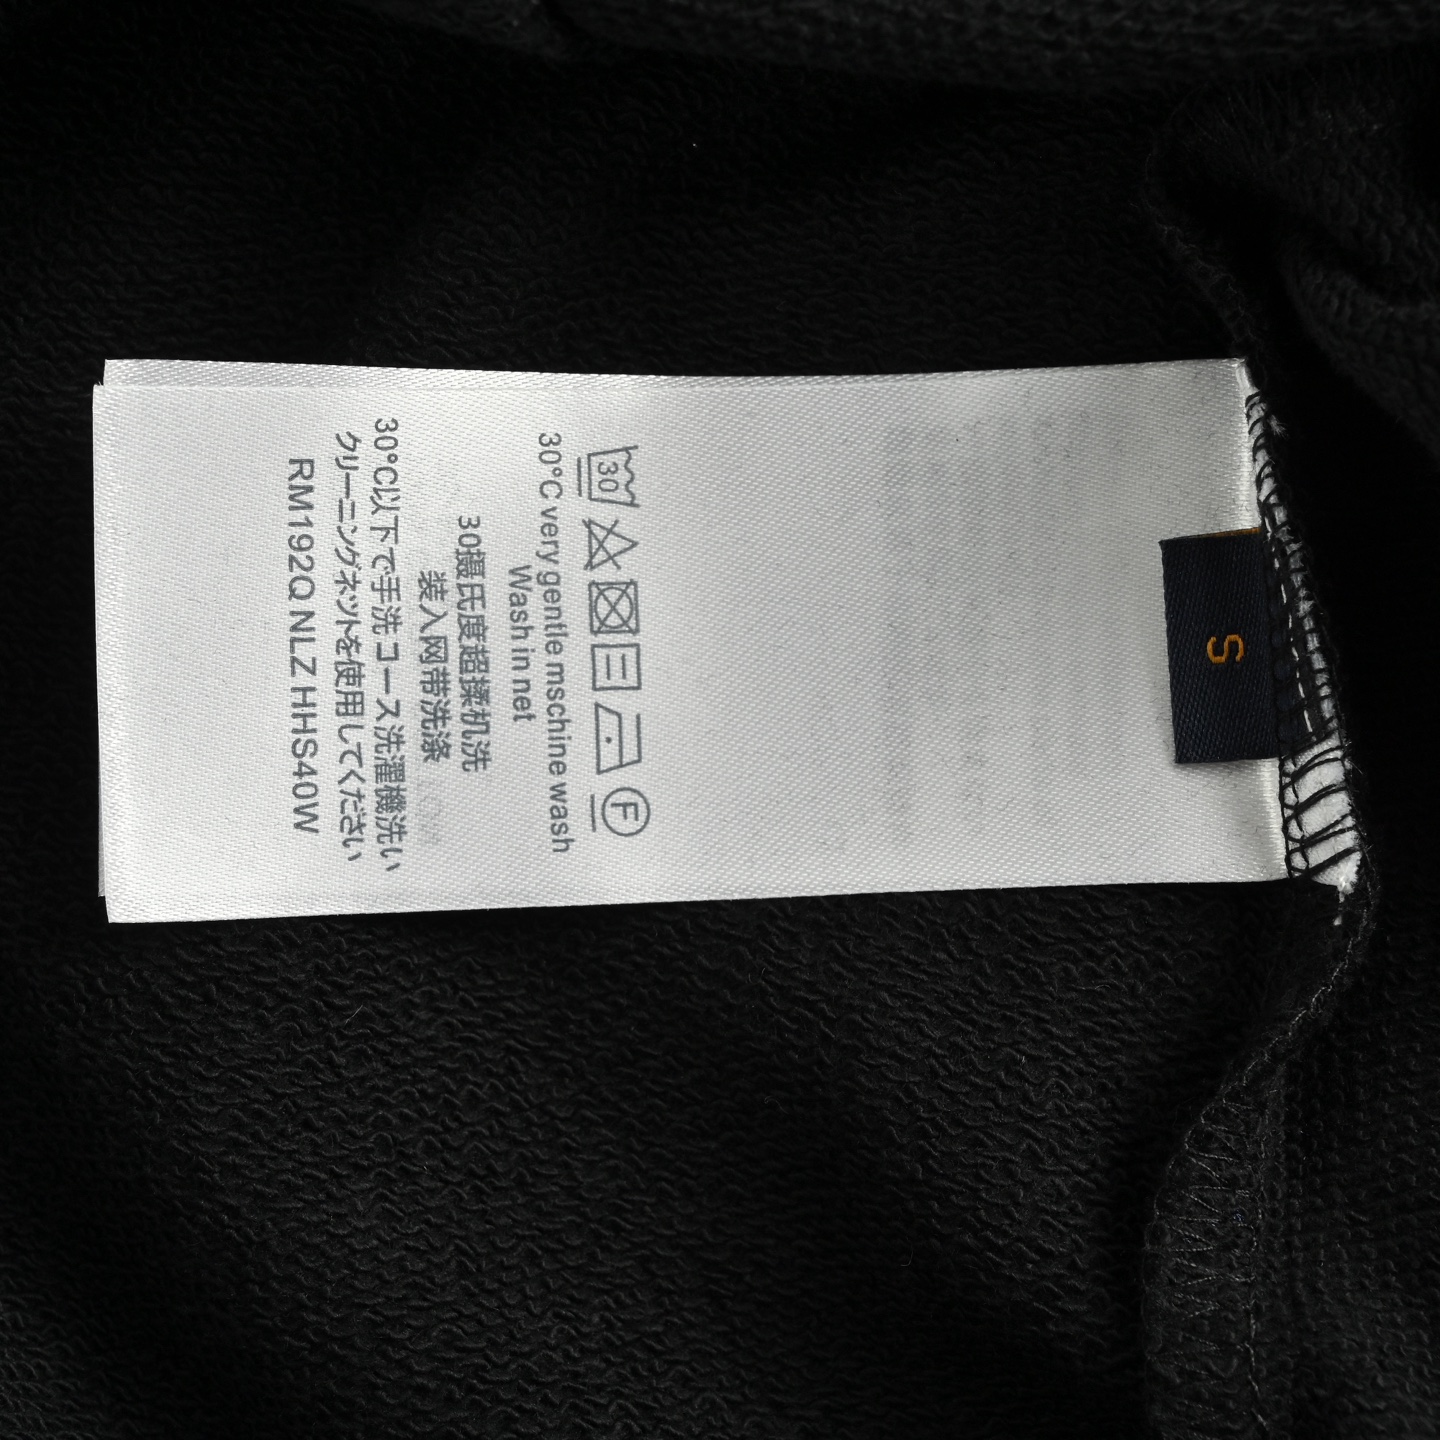 30
F
30°C very gentle mschine wash
Wash in net
30摄氏度超揉机洗
装入网带洗涤
30°C以下で手洗コース洗濯機洗い
クリーニングネットを使用してください
RM192Q NLZ HHS40W
S